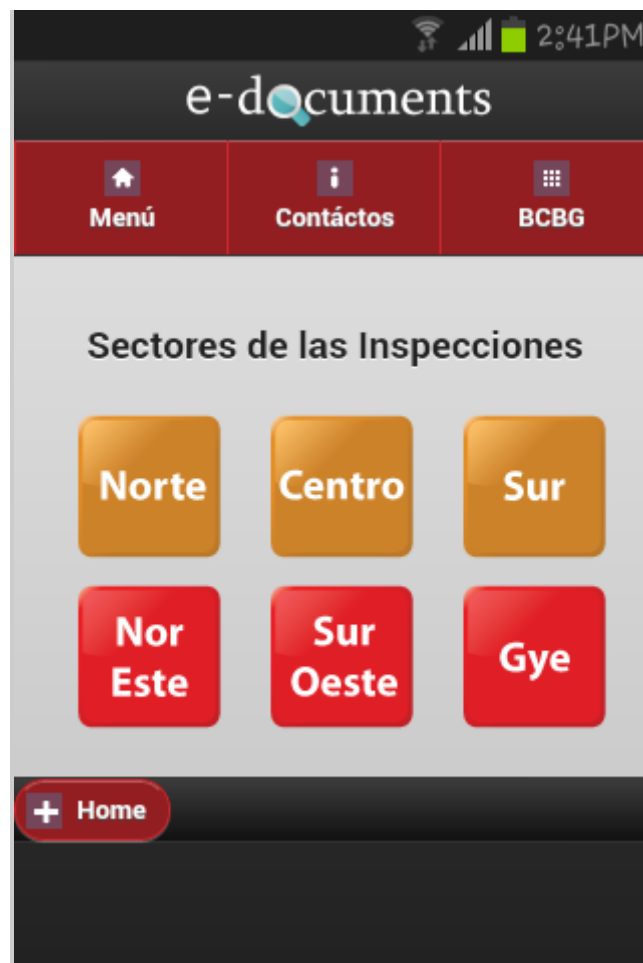 2:41PM
e-documents
Menú Contáctos BCBG
Sectores de las Inspecciones
Norte Centro Sur
Nor Este Sur Oeste Gye
Home